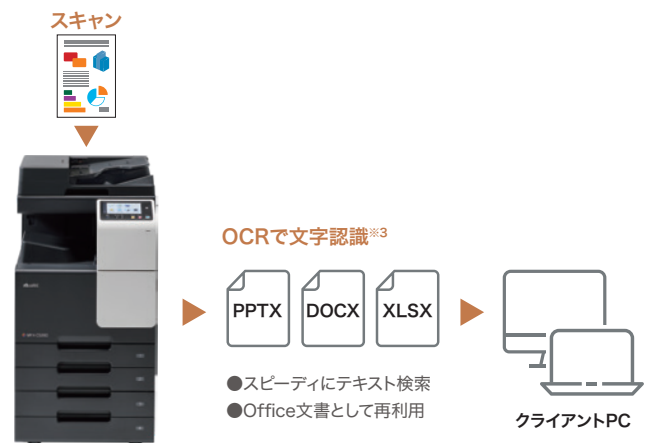 スキャン
OCRで文字認識※3
PPTX
DOCX
XLSX
●スピーディにテキスト検索
●Office文書として再利用
クライアントPC